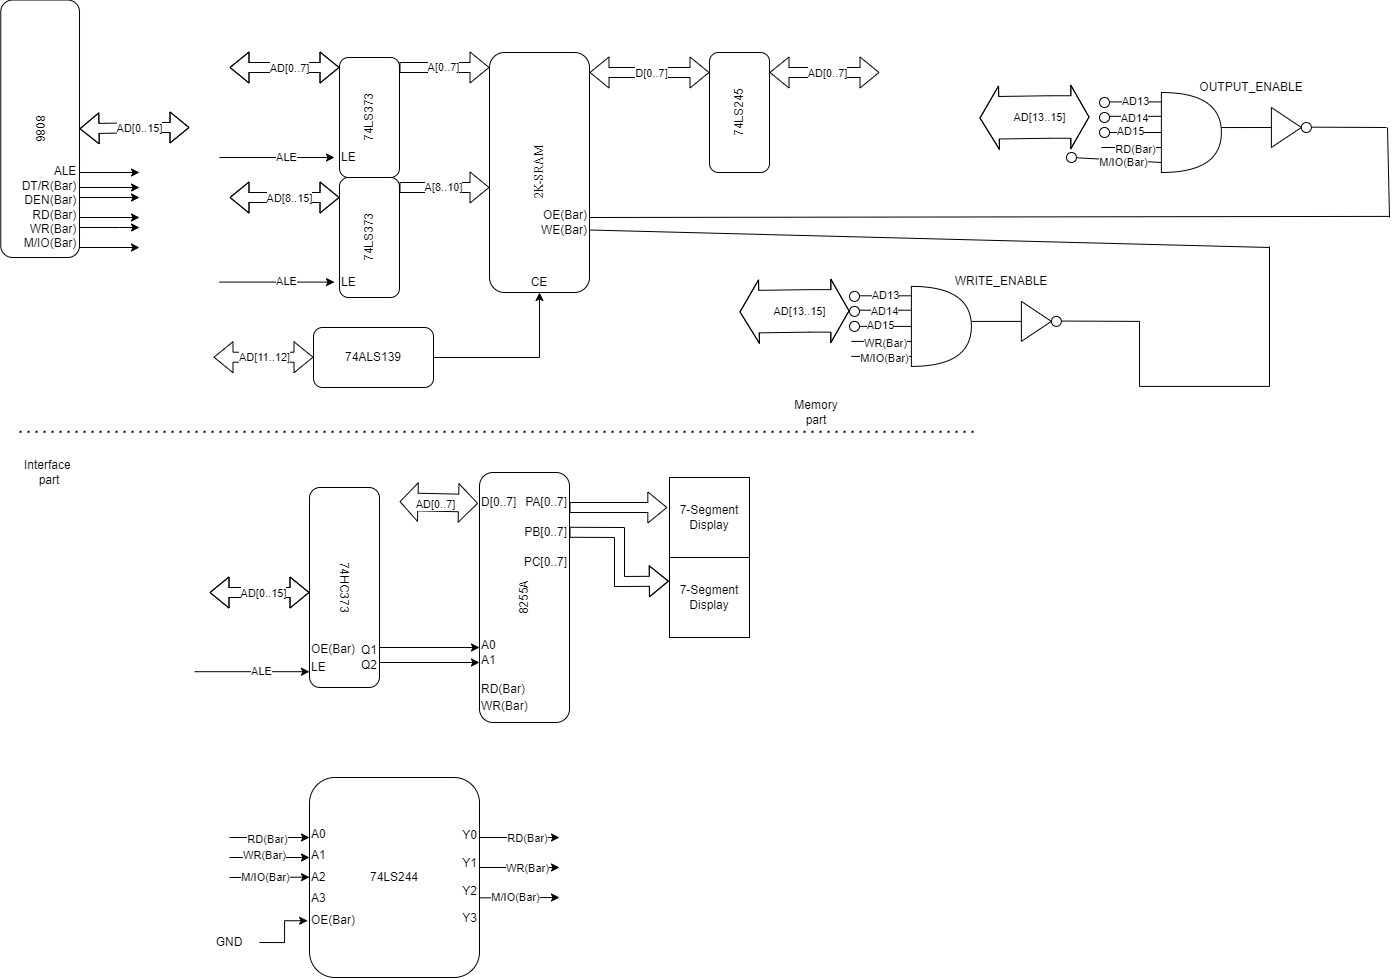 9808
AD[0..15]
ALE
DT/R(Bar)
DEN(Bar)
RD(Bar)
WR(Bar)
M/IO(Bar)
AD[0..7]
74LS373
A[0..7]
ALE
LE
AD[8..15]
74LS373
A[8..10]
ALE
LE
2K-SRAM
OE(Bar)
WE(Bar)
CE
D[0..7]
74LS245
AD[0..7]
AD[11..12]
74ALS139
OUTPUT_ENABLE
AD[13..15]
AD13
AD14
AD15
RD(Bar)
M/IO(Bar)
WRITE_ENABLE
AD[13..15]
AD13
AD14
AD15
WR(Bar)
M/IO(Bar)
Memory
part
Interface
part
AD[0..15]
74HC373
OE(Bar)
LE
ALE
Q1
Q2
AD[0..7]
D[0..7]
PA[0..7]
PB[0..7]
PC[0..7]
8255A
A0
A1
RD(Bar)
WR(Bar)
7-Segment
Display
7-Segment
Display
RD(Bar)
WR(Bar)
M/IO(Bar)
GND
A0
A1
A2
A3
OE(Bar)
74LS244
Y0
Y1
Y2
Y3
RD(Bar)
WR(Bar)
M/IO(Bar)